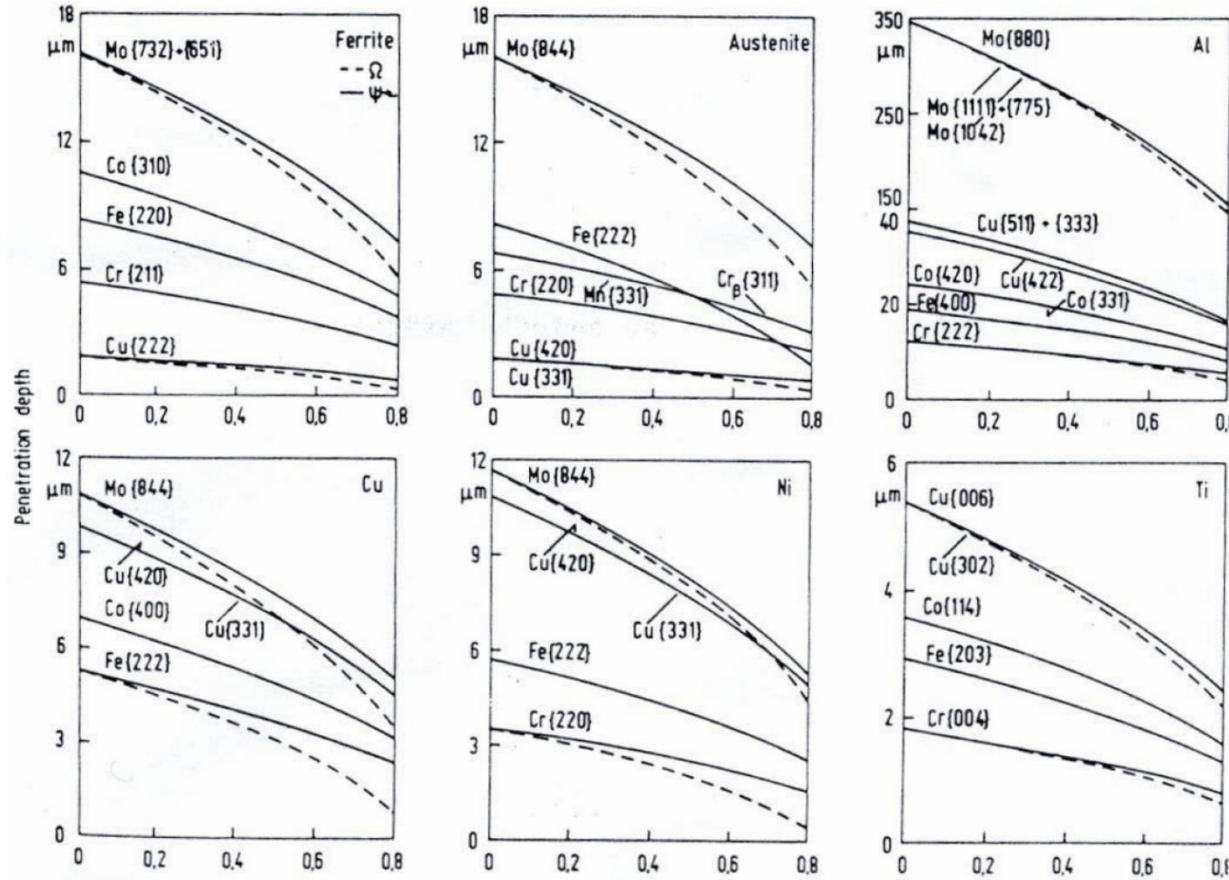 Penetration depth
18
μm
12
6
0
Mo{732}+{651}
Ferrite
--- Ω
— Ψ
Co{310}
Fe{220}
Cr{211}
Cu{222}
0
0,2
0,4
0,6
0,8
18
μm
12
6
0
Mo{844}
Austenite
Fe{222}
Cr{220}
Mn{331}
Crβ{311}
Cu{420}
Cu{331}
0
0,2
0,4
0,6
0,8
350
μm
250
150
40
20
0
Al
Mo{880}
Mo{1111}+{775}
Mo{1042}
Cu{511} + {333}
Co{420}
Cu{422}
Co{331}
Fe{400}
Cr{222}
0
0,2
0,4
0,6
0,8
12
μm
9
6
3
0
Mo{844}
Cu
Cu{420}
Co{400}
Cu{331}
Fe{222}
0
0,2
0,4
0,6
0,8
12
μm
9
6
3
0
Mo{844}
Ni
Cu{420}
Cu{331}
Fe{222}
Cr{220}
0
0,2
0,4
0,6
0,8
6
μm
4
2
0
Cu{006}
Ti
Cu{302}
Co{114}
Fe{203}
Cr{004}
0
0,2
0,4
0,6
0,8